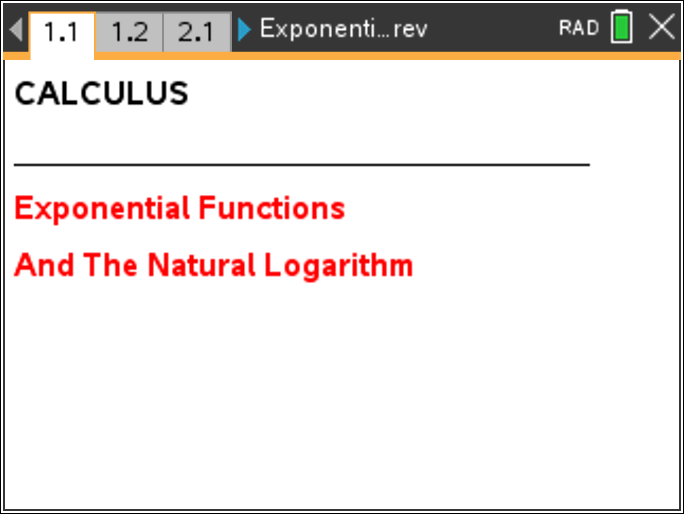 1.1 1.2 2.1 Exponenti...rev RAD
CALCULUS
Exponential Functions
And The Natural Logarithm